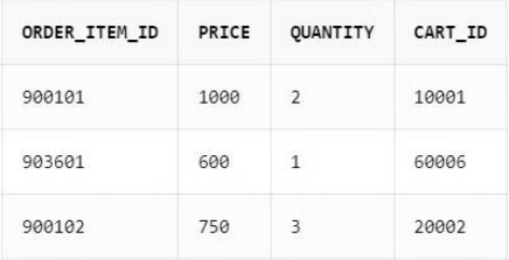 ORDER_ITEM_ID PRICE QUANTITY CART_ID
900101 1000 2 10001
903601 600 1 60006
900102 750 3 20002